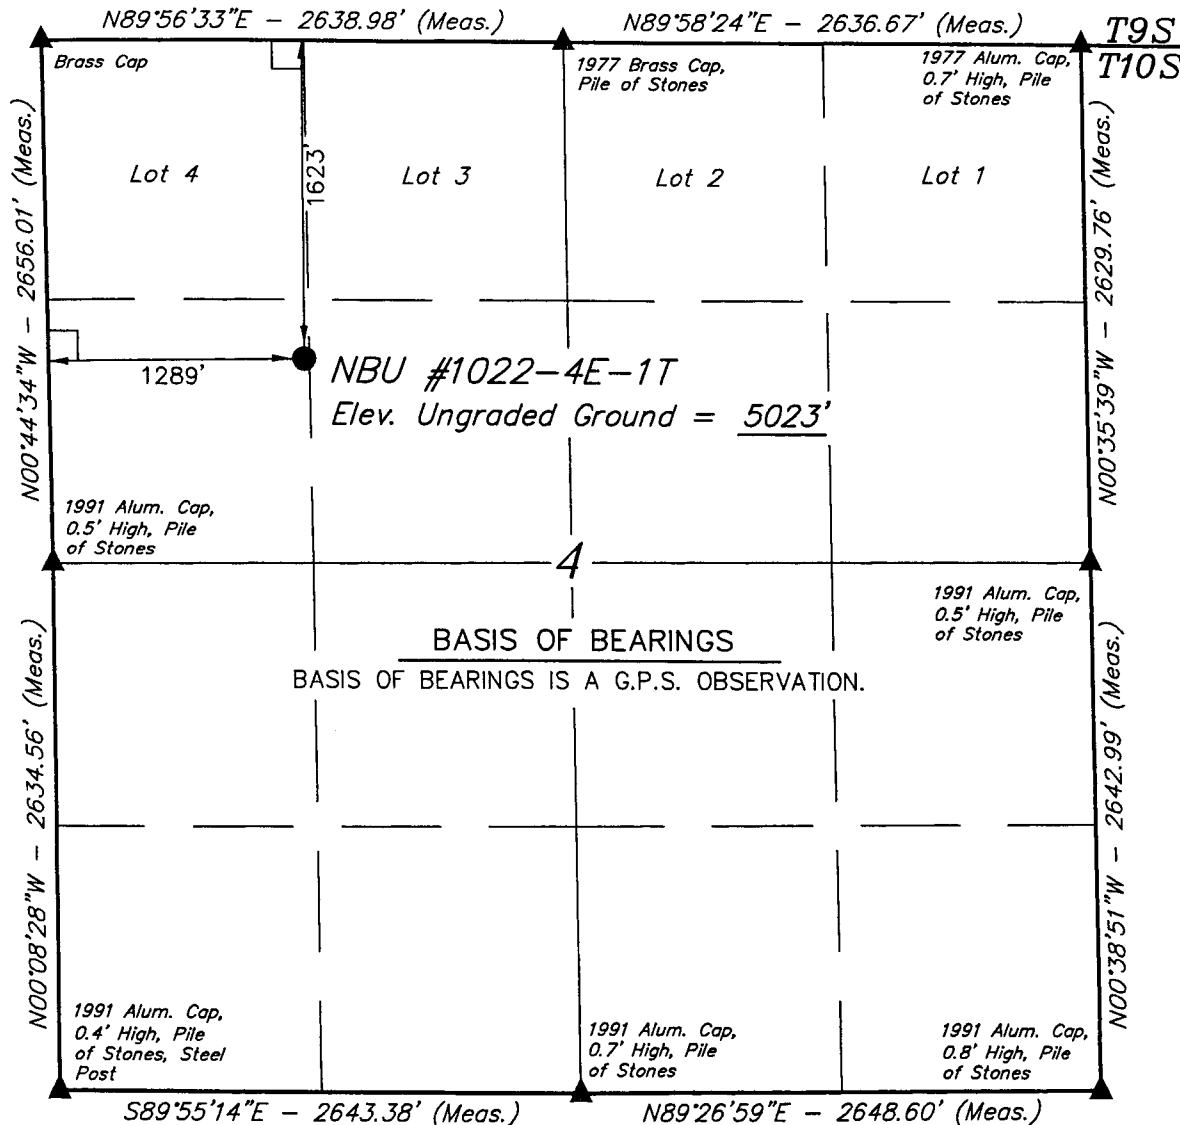 N89°56'33"E - 2638.98' (Meas.)
N89°58'24"E - 2636.67' (Meas.)
T9S
T10S
Brass Cap
1977 Brass Cap,
Pile of Stones
1977 Alum. Cap,
0.7' High, Pile
of Stones
N00°44'34"W - 2656.01' (Meas.)
Lot 4
1623'
Lot 3
Lot 2
Lot 1
N00°35'39"W - 2629.76' (Meas.)
1289'
NBU #1022-4E-1T
Elev. Ungraded Ground = 5023'
1991 Alum. Cap,
0.5' High, Pile
of Stones
4
1991 Alum. Cap,
0.5' High, Pile
of Stones
BASIS OF BEARINGS
BASIS OF BEARINGS IS A G.P.S. OBSERVATION.
N00°08'28"W - 2634.56' (Meas.)
N00°38'51"W - 2642.99' (Meas.)
1991 Alum. Cap,
0.4' High, Pile
of Stones, Steel
Post
1991 Alum. Cap,
0.7' High, Pile
of Stones
1991 Alum. Cap,
0.8' High, Pile
of Stones
S89°55'14"E - 2643.38' (Meas.)
N89°26'59"E - 2648.60' (Meas.)